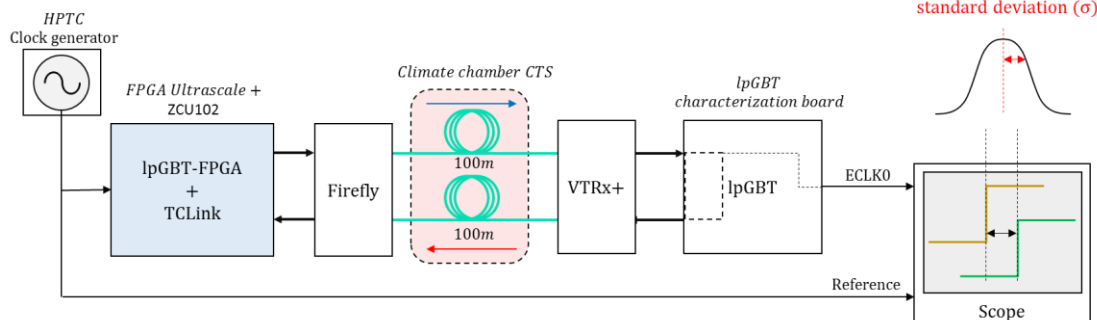 standard deviation (σ)
HPTC
Clock generator
FPGA Ultrascale +
ZCU102
Climate chamber CTS
lpGBT
characterization board
lpGBT-FPGA
+
TCLink
Firefly
100m
100m
VTRx+
lpGBT
ECLK0
Reference
Scope